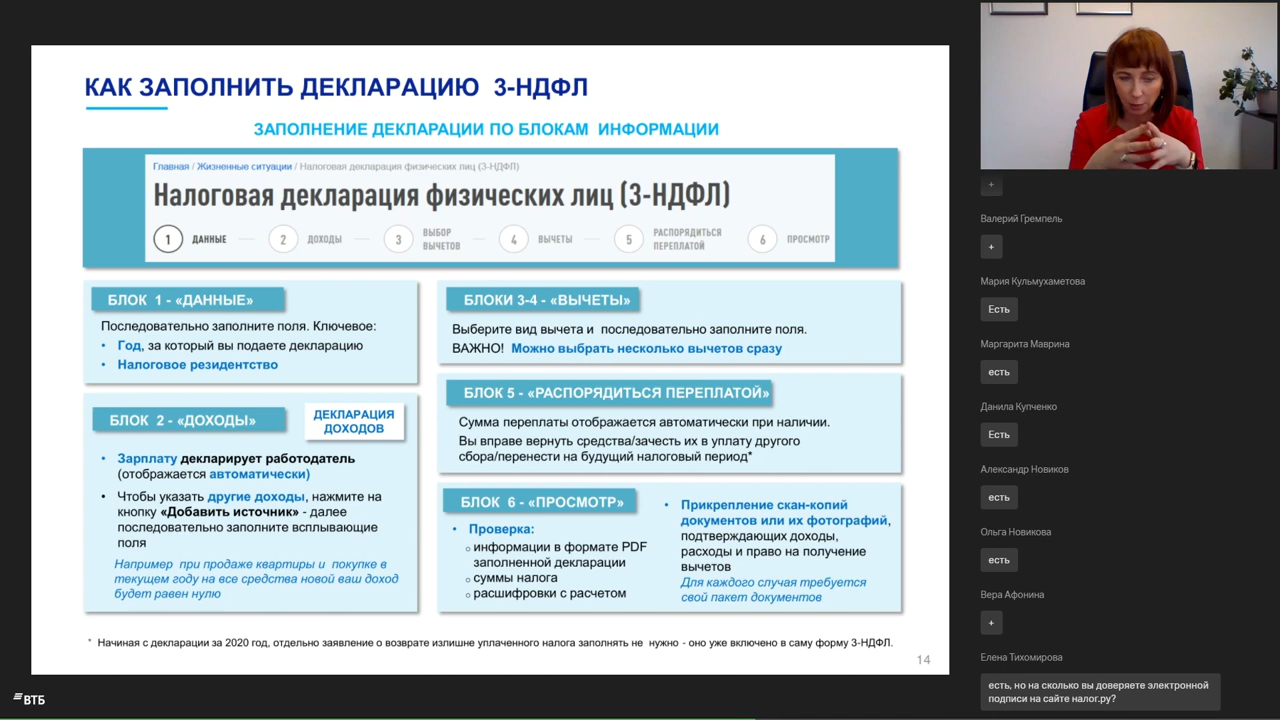 КАК ЗАПОЛНИТЬ ДЕКЛАРАЦИЮ 3-НДФЛ
ЗАПОЛНЕНИЕ ДЕКЛАРАЦИИ ПО БЛОКАМ ИНФОРМАЦИИ
Главная / Жизненные ситуации / Налоговая декларация физических лиц (3-НДФЛ)
Налоговая декларация физических лиц (3-НДФЛ)
1 ДАННЫЕ
2 ДОХОДЫ
3 ВЫБОР
ВЫЧЕТОВ
4 ВЫЧЕТЫ
5 РАСПОРЯДИТЬСЯ
ПЕРЕПЛАТОЙ
6 ПРОСМОТР
БЛОК 1 - «ДАННЫЕ»
Последовательно заполните поля. Ключевое:
• Год, за который вы подаете декларацию
• Налоговое резидентство
БЛОК 2 - «ДОХОДЫ»
ДЕКЛАРАЦИЯ
ДОХОДОВ
• Зарплату декларирует работодатель
(отображается автоматически)
• Чтобы указать другие доходы, нажмите на
кнопку «Добавить источник» - далее
последовательно заполните всплывающие
поля
Например при продаже квартиры и покупке в
текущем году на все средства новой ваш доход
будет равен нулю
БЛОКИ 3-4 - «ВЫЧЕТЫ»
Выберите вид вычета и последовательно заполните поля.
ВАЖНО! Можно выбрать несколько вычетов сразу
БЛОК 5 - «РАСПОРЯДИТЬСЯ ПЕРЕПЛАТОЙ»
Сумма переплаты отображается автоматически при наличии.
Вы вправе вернуть средства/зачесть их в уплату другого
сбора/перенести на будущий налоговый период*
БЛОК 6 - «ПРОСМОТР»
• Проверка:
○ информации в формате PDF
заполненной декларации
○ суммы налога
○ расшифровки с расчетом
• Прикрепление скан-копий
документов или их фотографий,
подтверждающих доходы,
расходы и право на получение
вычетов
Для каждого случая требуется
свой пакет документов
* Начиная с декларации за 2020 год, отдельно заявление о возврате излишне уплаченного налога заполнять не нужно - оно уже включено в саму форму 3-НДФЛ.
14
ВТБ
+
Валерий Гремпель
+
Мария Кульмухаметова
Есть
Маргарита Маврина
есть
Данила Купченко
Есть
Александр Новиков
есть
Ольга Новикова
есть
Вера Афонина
+
Елена Тихомирова
есть, но на сколько вы доверяете электронной
подписи на сайте налог.ру?